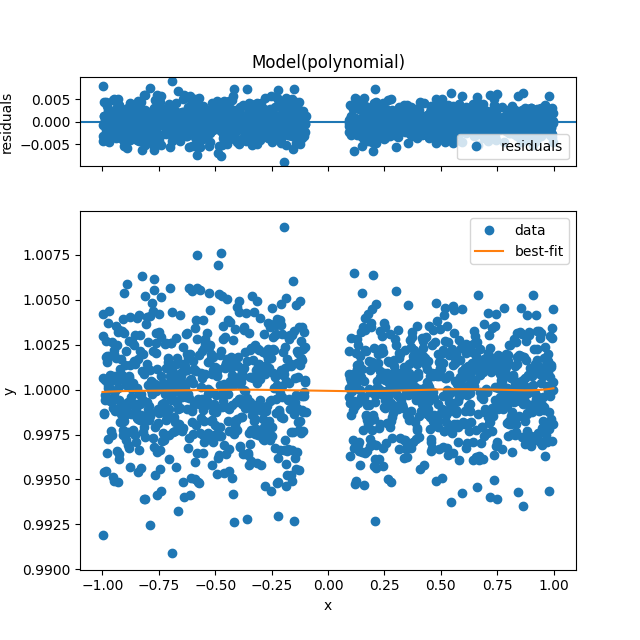 Model(polynomial)
residuals
0.005
0.000
−0.005
residuals
y
1.0075
1.0050
1.0025
1.0000
0.9975
0.9950
0.9925
0.9900
data
best-fit
−1.00 −0.75 −0.50 −0.25 0.00 0.25 0.50 0.75 1.00
x